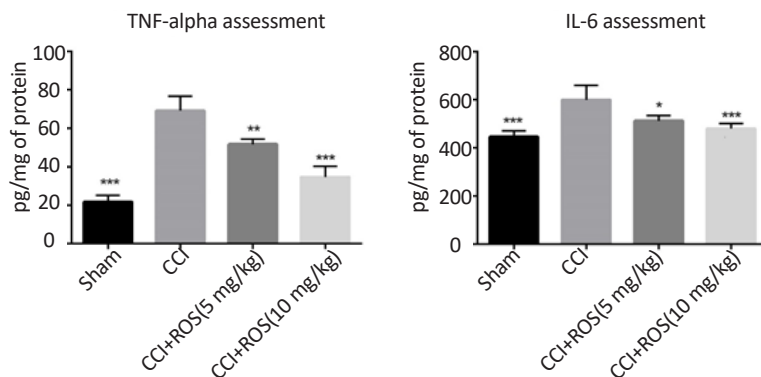 TNF-alpha assessment
pg/mg of protein
100
80
60
40
20
0
***
**
***
Sham
CCI
CCI+ROS(5 mg/kg)
CCI+ROS(10 mg/kg)
IL-6 assessment
pg/mg of protein
800
600
400
200
0
***
*
***
Sham
CCI
CCI+ROS(5 mg/kg)
CCI+ROS(10 mg/kg)